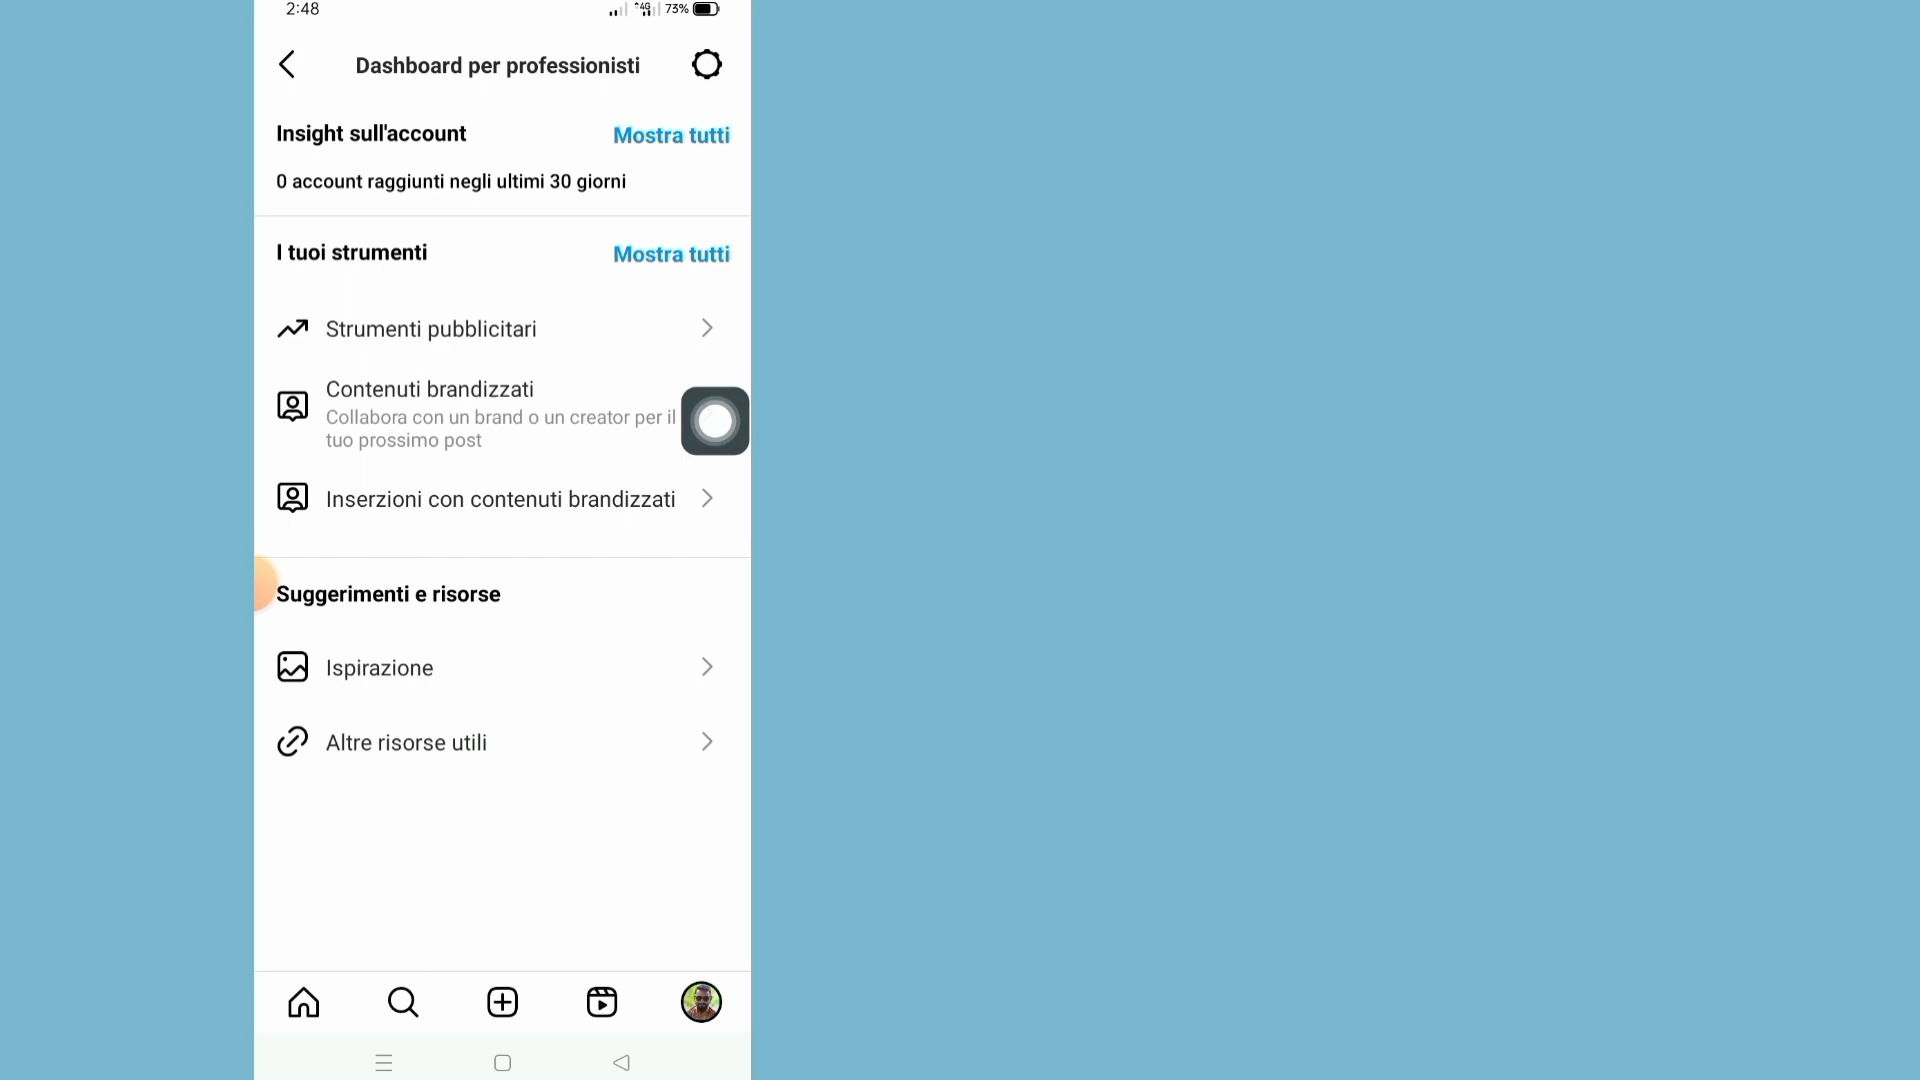 2:48
4G
73%
Dashboard per professionisti
Insight sull'account
Mostra tutti
0 account raggiunti negli ultimi 30 giorni
I tuoi strumenti
Mostra tutti
Strumenti pubblicitari
Contenuti brandizzati
Collabora con un brand o un creator per il
tuo prossimo post
Inserzioni con contenuti brandizzati
Suggerimenti e risorse
Ispirazione
Altre risorse utili